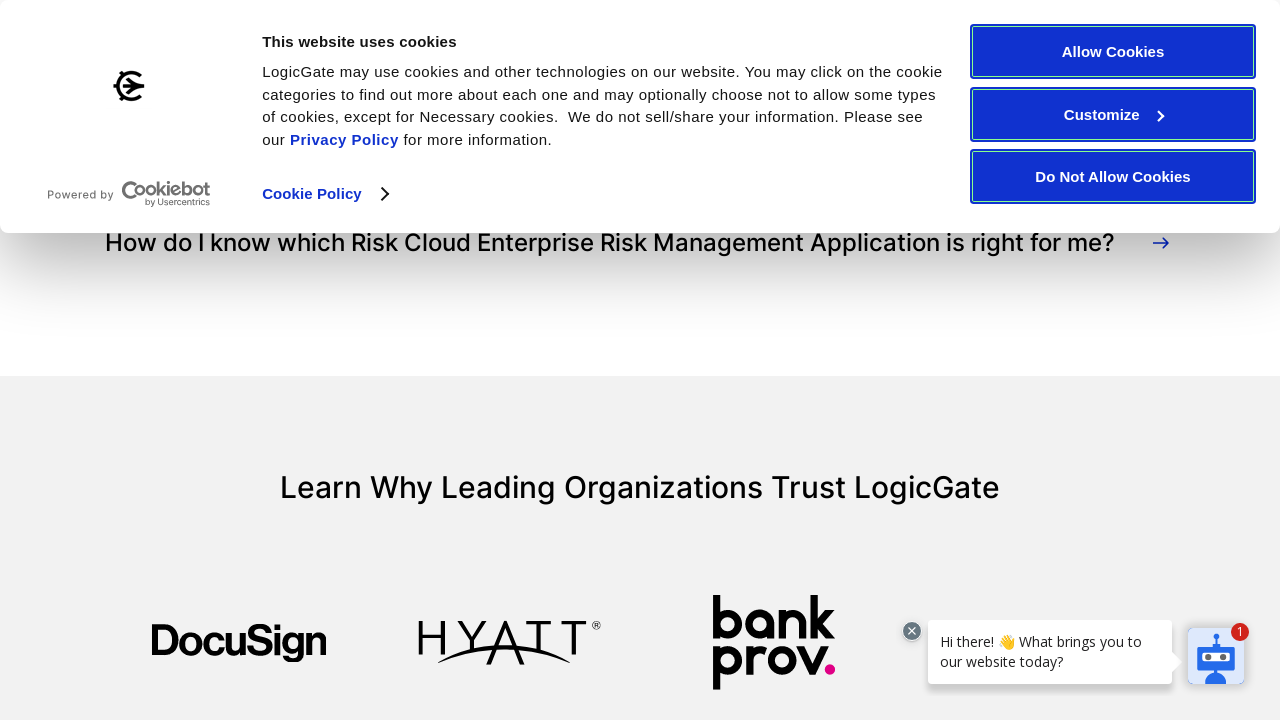 This website uses cookies
LogicGate may use cookies and other technologies on our website. You may click on the cookie
categories to find out more about each one and may optionally choose not to allow some types
of cookies, except for Necessary cookies.  We do not sell/share your information. Please see
our Privacy Policy for more information.
Cookie Policy
Powered by Cookiebot
by Usercentrics
Allow Cookies
Customize
Do Not Allow Cookies
How do I know which Risk Cloud Enterprise Risk Management Application is right for me?
Learn Why Leading Organizations Trust LogicGate
DocuSign
HYATT®
bank
prov.
Hi there! 👋 What brings you to
our website today?
1